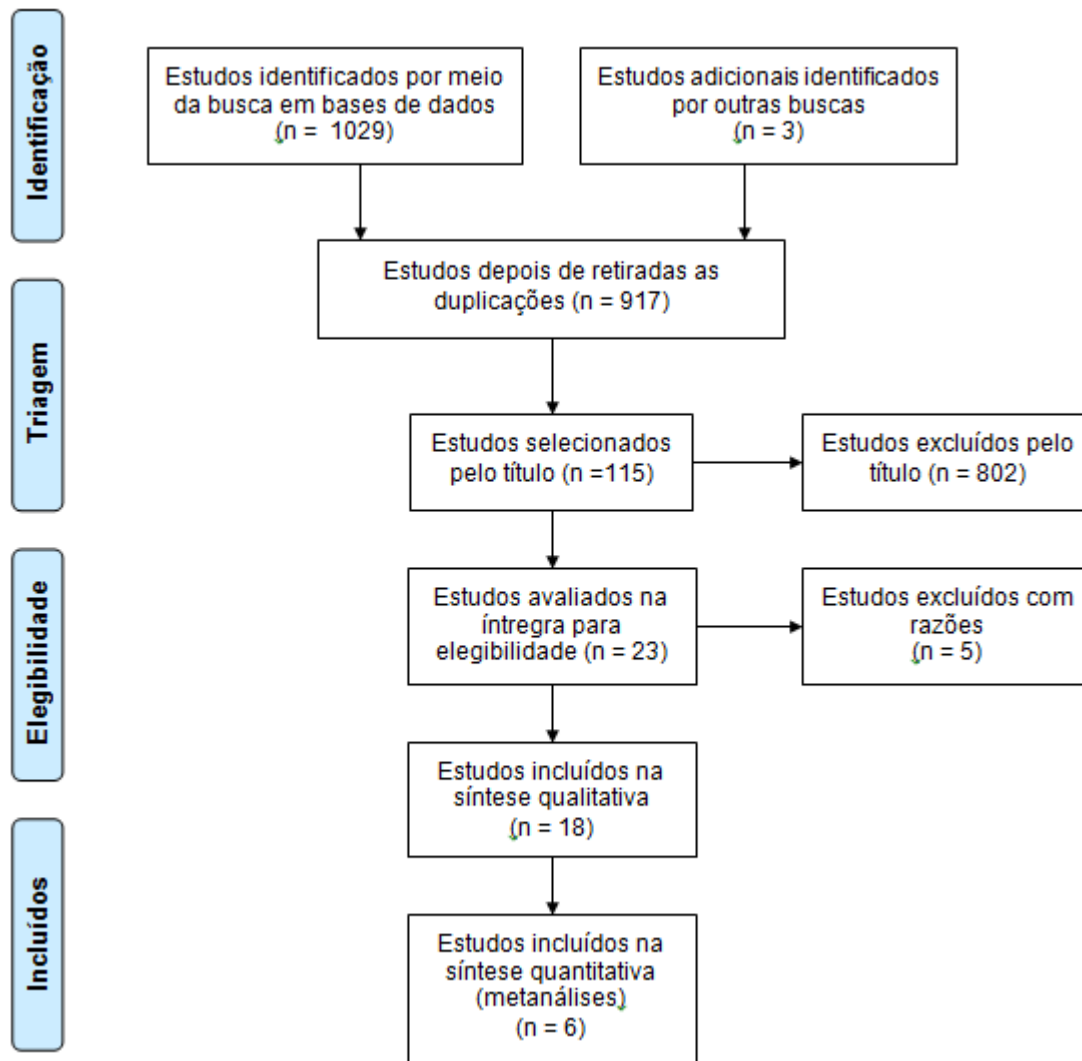 Identificação
Estudos identificados por meio
da busca em bases de dados
(n = 1029)
Estudos adicionais identificados
por outras buscas
(n = 3)
Estudos depois de retiradas as
duplicações (n = 917)
Triagem
Estudos selecionados
pelo título (n =115)
Estudos excluídos pelo
título (n = 802)
Elegibilidade
Estudos avaliados na
íntregra para
elegibilidade (n = 23)
Estudos excluídos com
razões
(n = 5)
Estudos incluídos na
síntese qualitativa
(n = 18)
Incluídos
Estudos incluídos na
síntese quantitativa
(metanálises)
(n = 6)